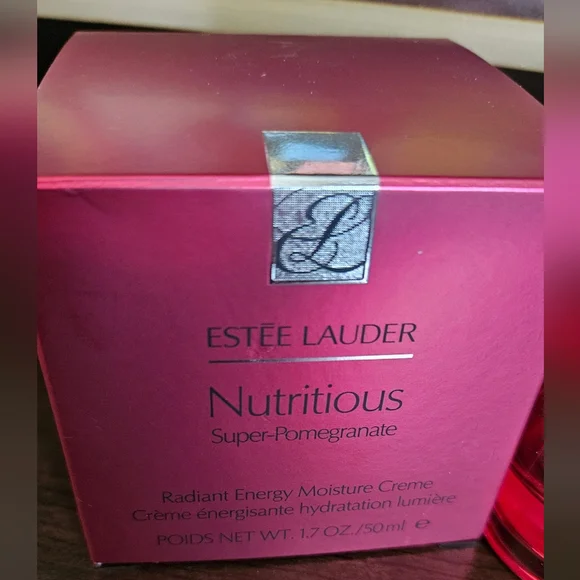 EL
ESTĒE LAUDER
Nutritious
Super-Pomegranate
Radiant Energy Moisture Creme
Crème énergisante hydratation lumière
POIDS NET WT. 1.7 OZ./50 ml ℮